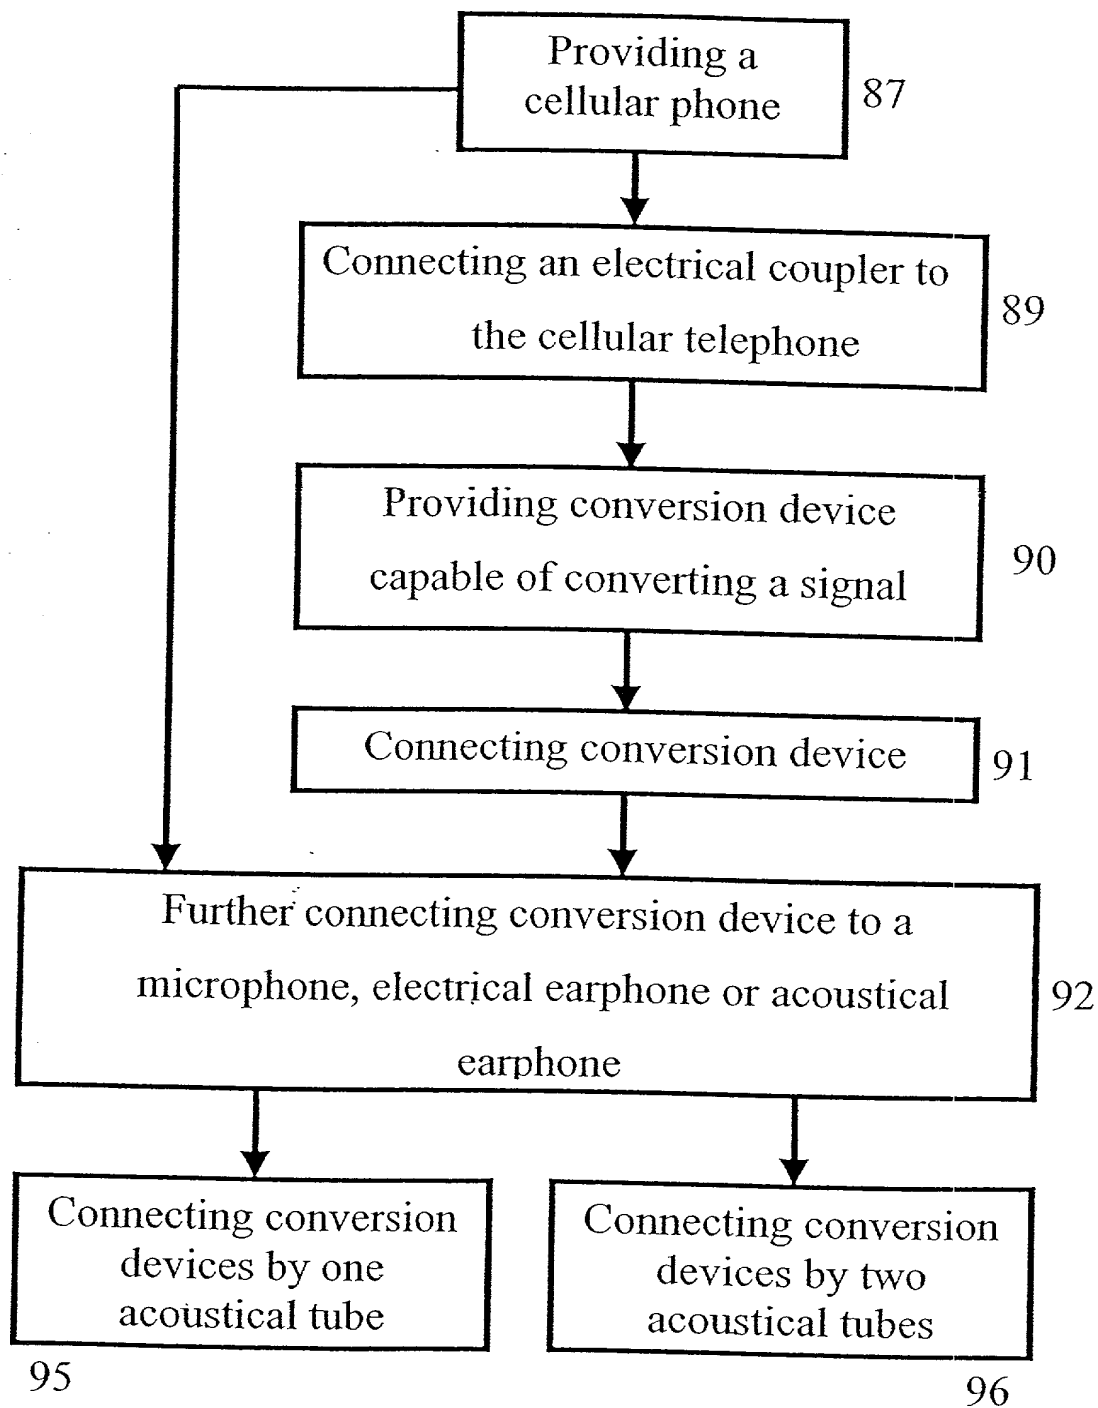 Providing a
cellular phone
87
Connecting an electrical coupler to
the cellular telephone
89
Providing conversion device
capable of converting a signal
90
Connecting conversion device
91
Further connecting conversion device to a
microphone, electrical earphone or acoustical
earphone
92
Connecting conversion
devices by one
acoustical tube
95
Connecting conversion
devices by two
acoustical tubes
96